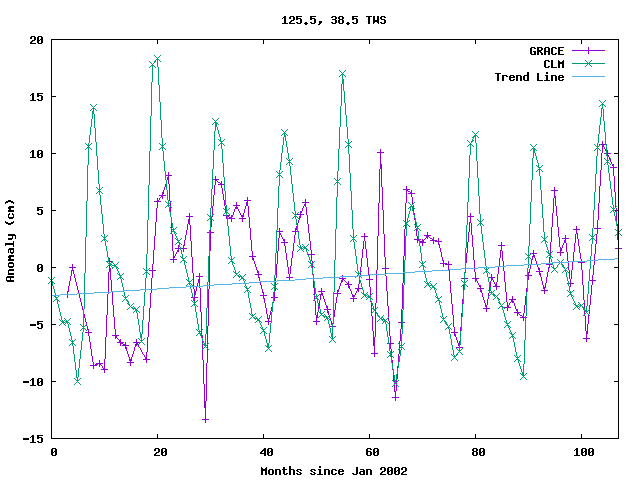 125.5, 38.5 TWS
GRACE
CLM
Trend Line
Anomaly (cm)
20
15
10
5
0
-5
-10
-15
0 20 40 60 80 100
Months since Jan 2002